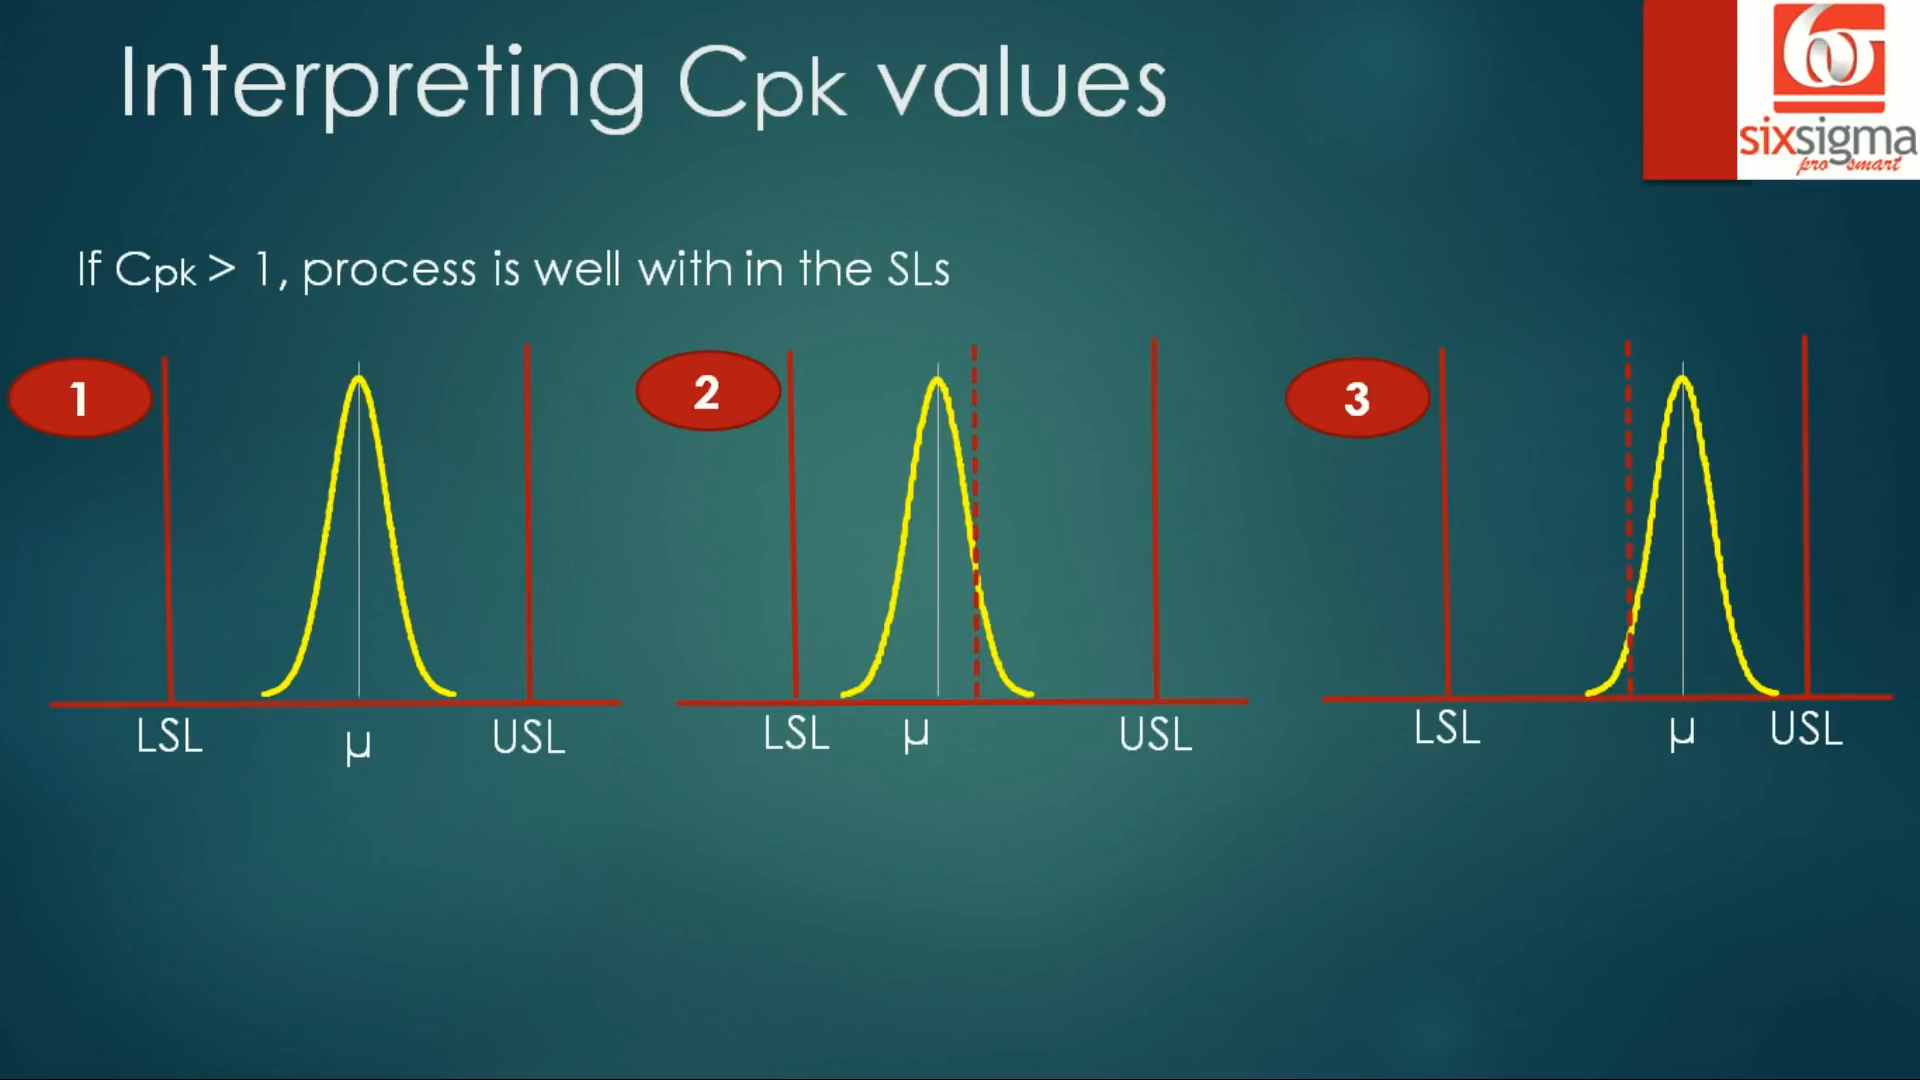 Interpreting Cpk values
sixsigma
pro smart
If Cpk > 1, process is well with in the SLs
1
2
3
LSL
µ
USL
LSL
µ
USL
LSL
µ
USL